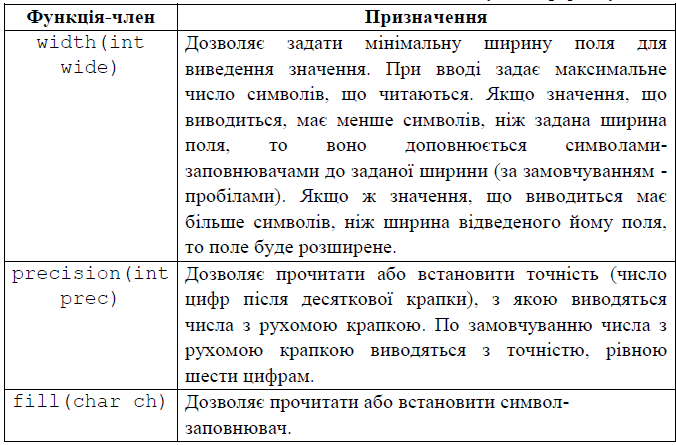 Функція-член Призначення
width(int wide) Дозволяє задати мінімальну ширину поля для
виведення значення. При вводі задає максимальне
число символів, що читаються. Якщо значення, що
виводиться, має менше символів, ніж задана ширина
поля, то воно доповнюється символами-
заповнювачами до заданої ширини (за замовчуванням -
пробілами). Якщо ж значення, що виводиться має
більше символів, ніж ширина відведеного йому поля,
то поле буде розширене.
precision(int prec) Дозволяє прочитати або встановити точність (число
цифр після десяткової крапки), з якою виводяться
числа з рухомою крапкою. По замовчуванню числа з
рухомою крапкою виводяться з точністю, рівною
шести цифрам.
fill(char ch) Дозволяє прочитати або встановити символ-
заповнювач.